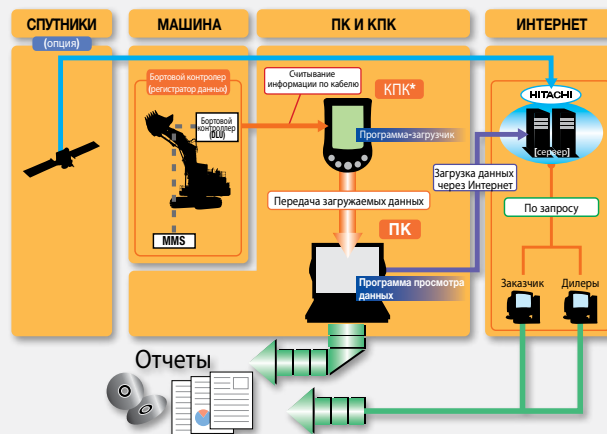 СПУТНИКИ
(опция)
МАШИНА
ПК И КПК
ИНТЕРНЕТ
Бортовой контролер
(регистратор данных)
Бортовой
контролер
(DLU)
MMS
Считывание
информации по кабелю
КПК*
Программа-загрузчик
Передача загружаемых данных
ПК
Программа просмотра
данных
HITACHI
[сервер]
Загрузка данных
через Интернет
По запросу
Заказчик
Дилеры
Отчеты